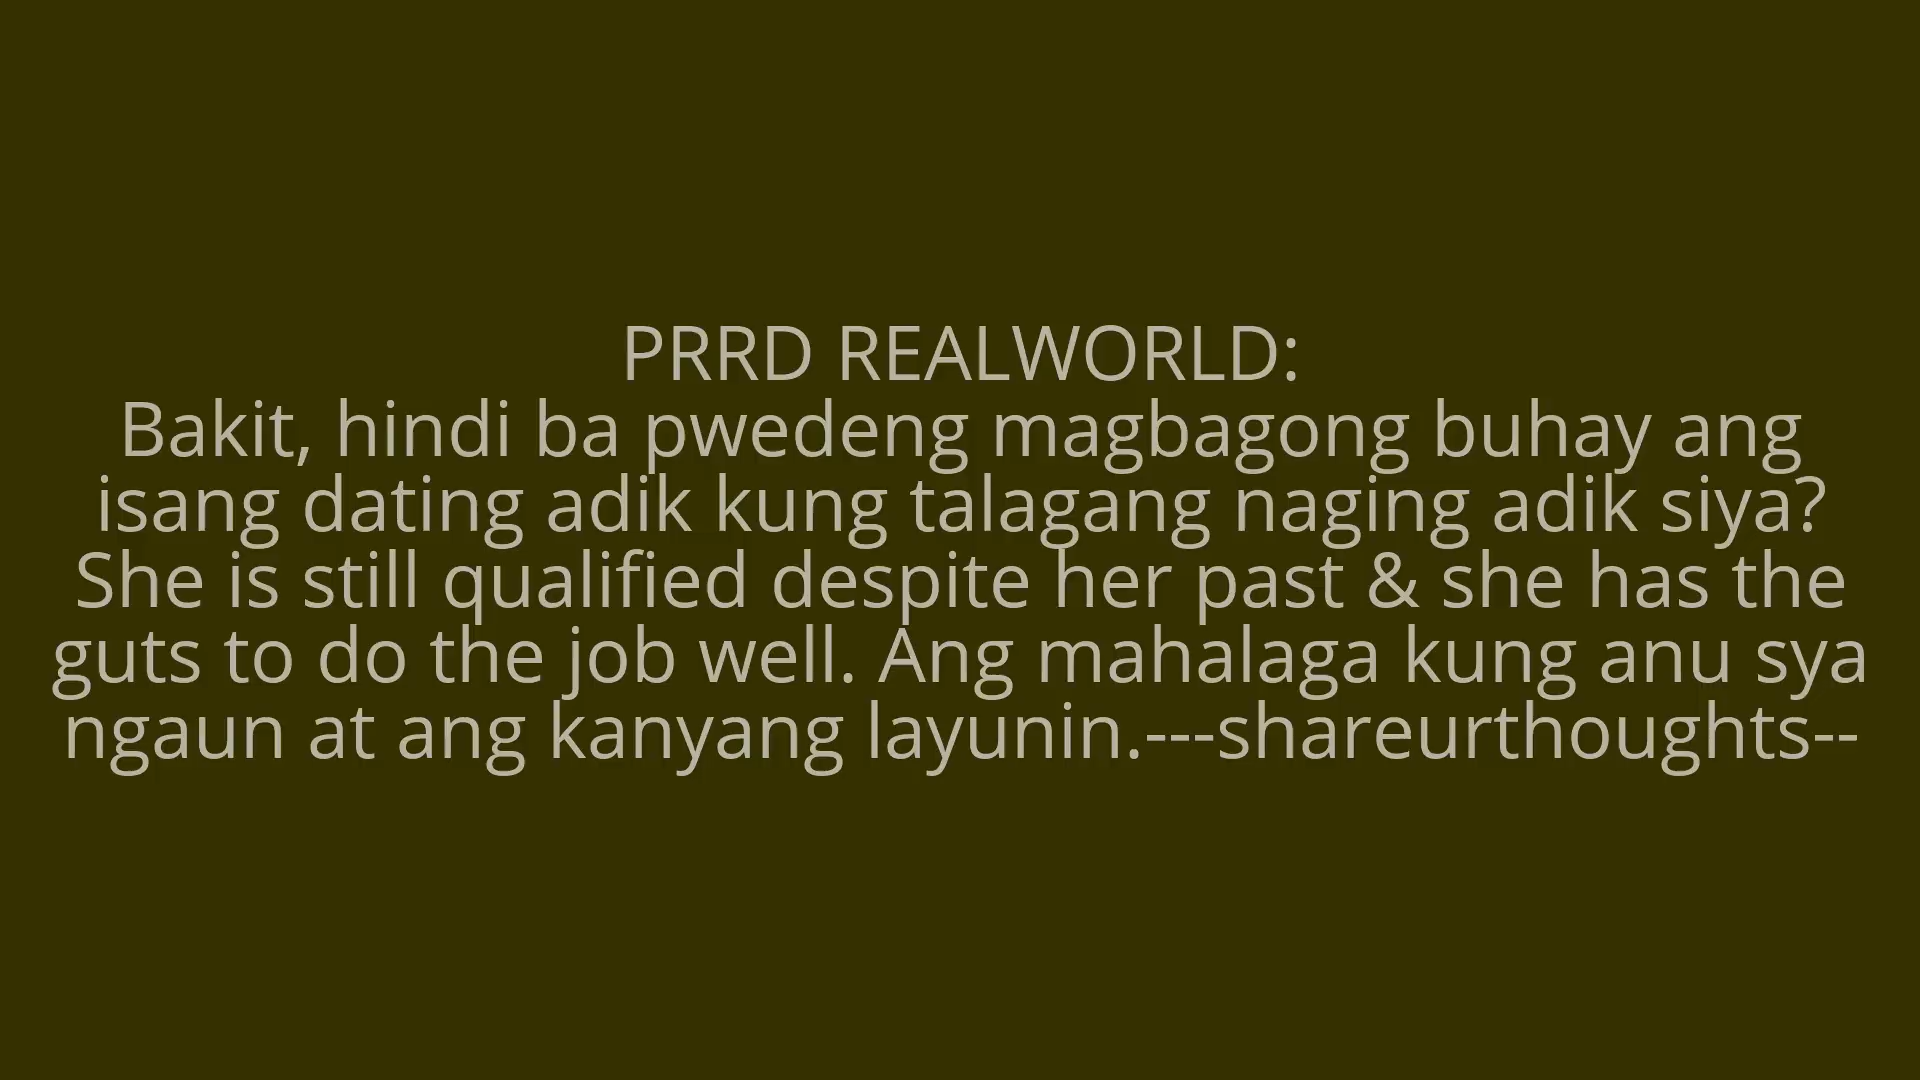 PRRD REALWORLD:
Bakit, hindi ba pwedeng magbagong buhay ang
isang dating adik kung talagang naging adik siya?
She is still qualified despite her past & she has the
guts to do the job well. Ang mahalaga kung anu sya
ngaun at ang kanyang layunin.---shareurthoughts--